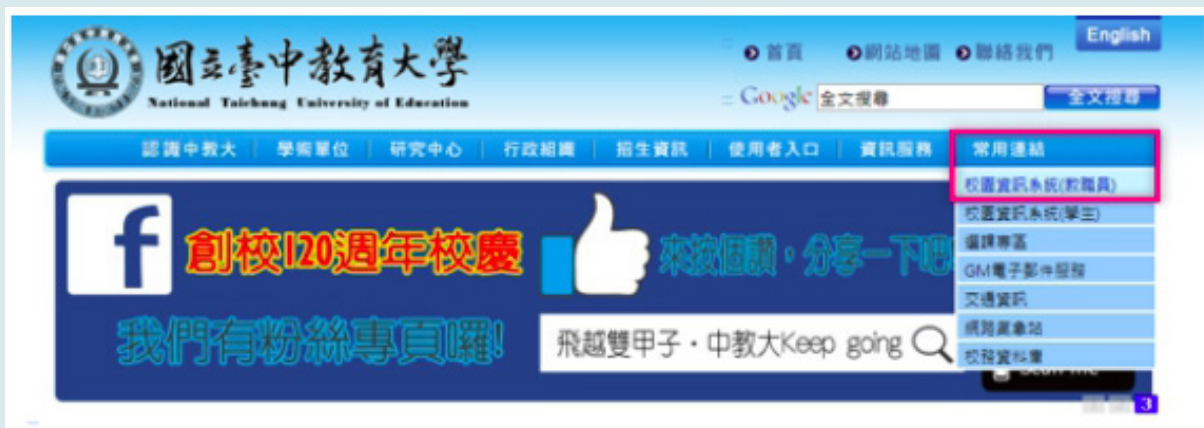 English
國立臺中教育大學
National Taichung University of Education
首頁 網站地圖 聯絡我們
Google 全文搜尋 全文搜尋
認識中教大 | 學術單位 | 研究中心 | 行政組織 | 招生資訊 | 使用者入口 | 資訊服務 常用連結
校園資訊系統(教職員)
校園資訊系統(學生)
選課專區
GM電子郵件服務
交通資訊
網路氣象站
校務資料庫
f 創校120週年校慶
來按個讚,分享一下吧
我們有粉絲專頁囉!
飛越雙甲子・中教大Keep going
3